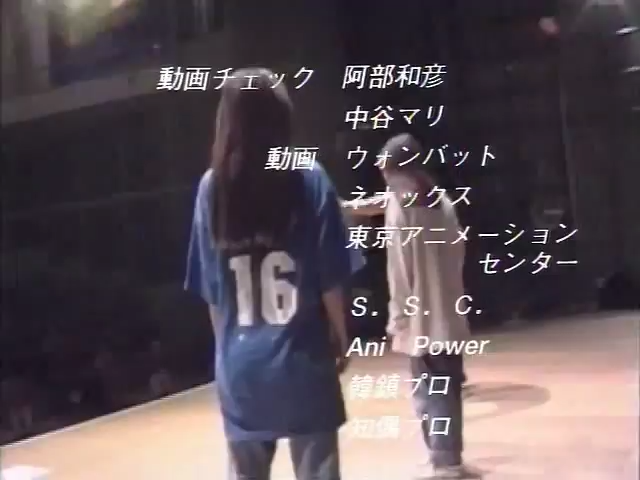 動画チェック　阿部和彦
中谷マリ
動画　ウォンバット
ネオックス
東京アニメーション
センター
S. S. C.
Ani Power
韓鎮プロ
プロ
16